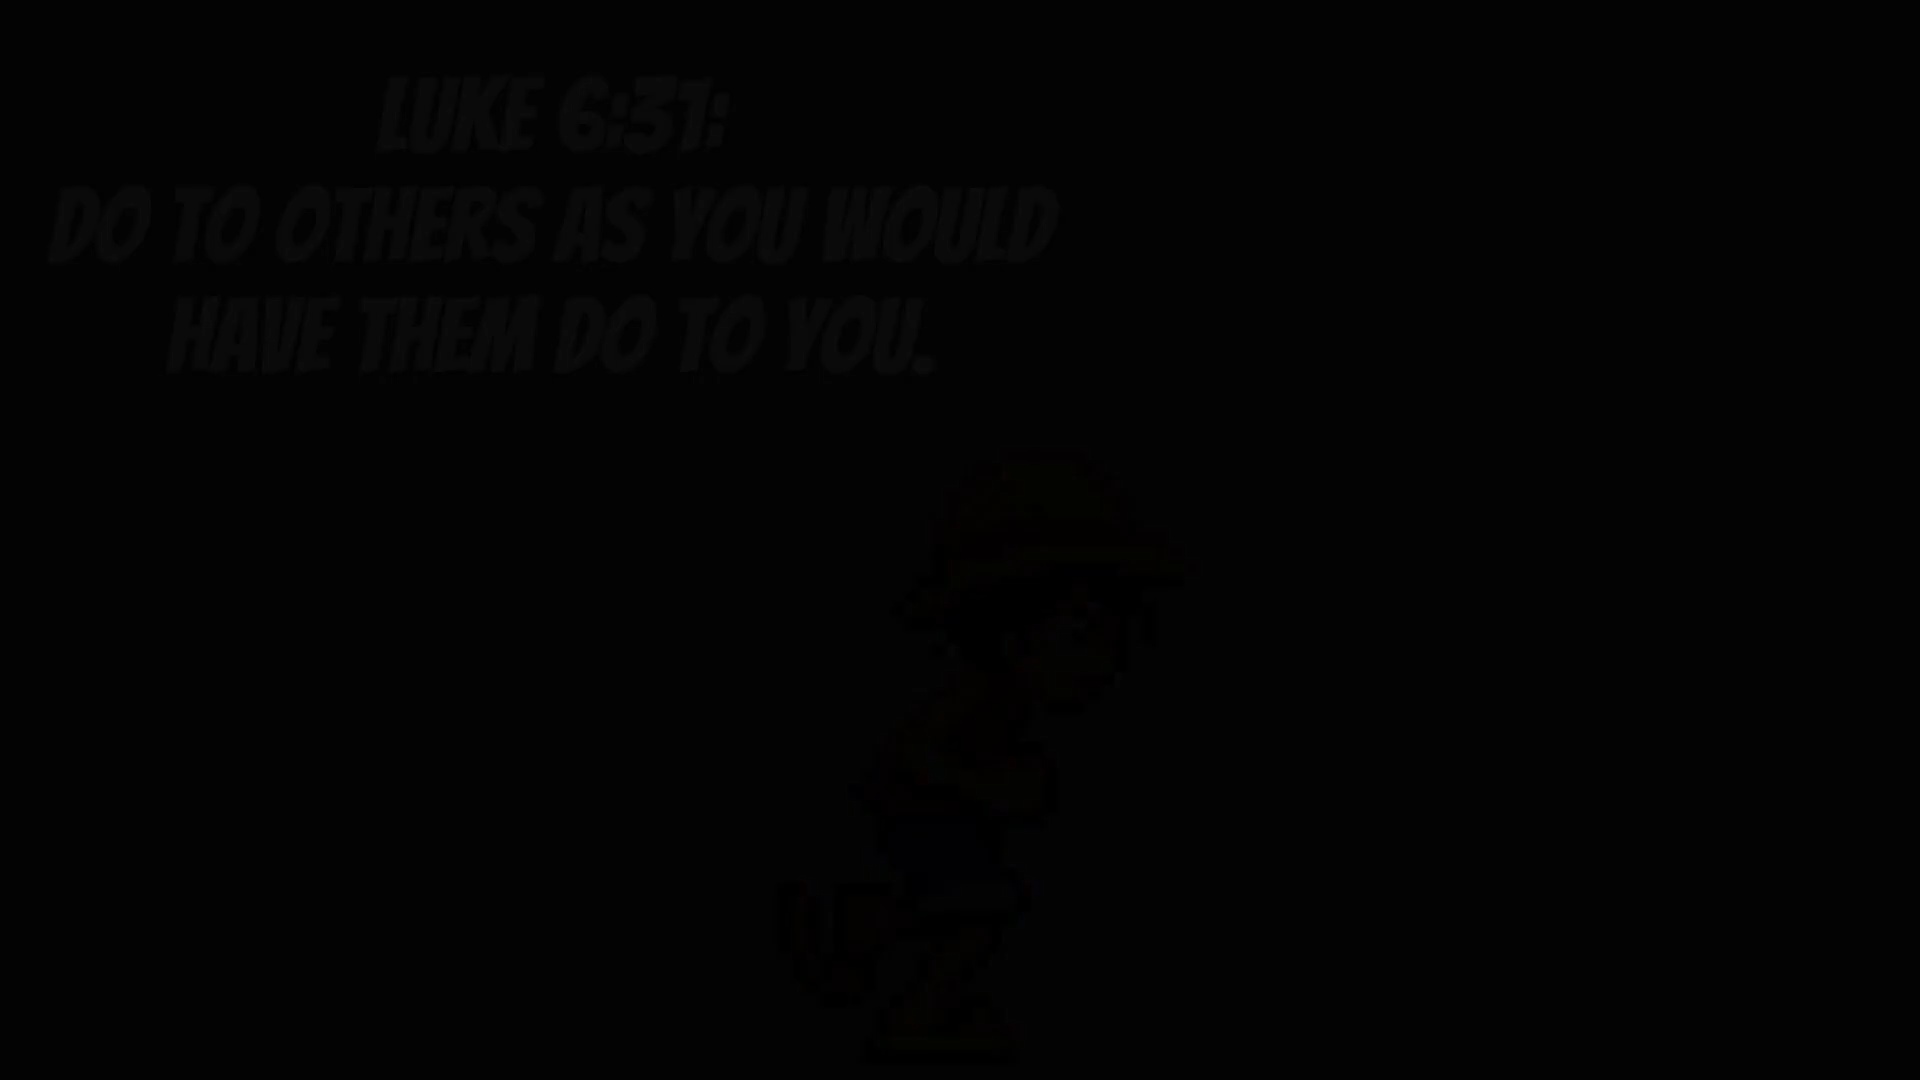 LUKE 6:31:
DO TO OTHERS AS YOU WOULD
HAVE THEM DO TO YOU.